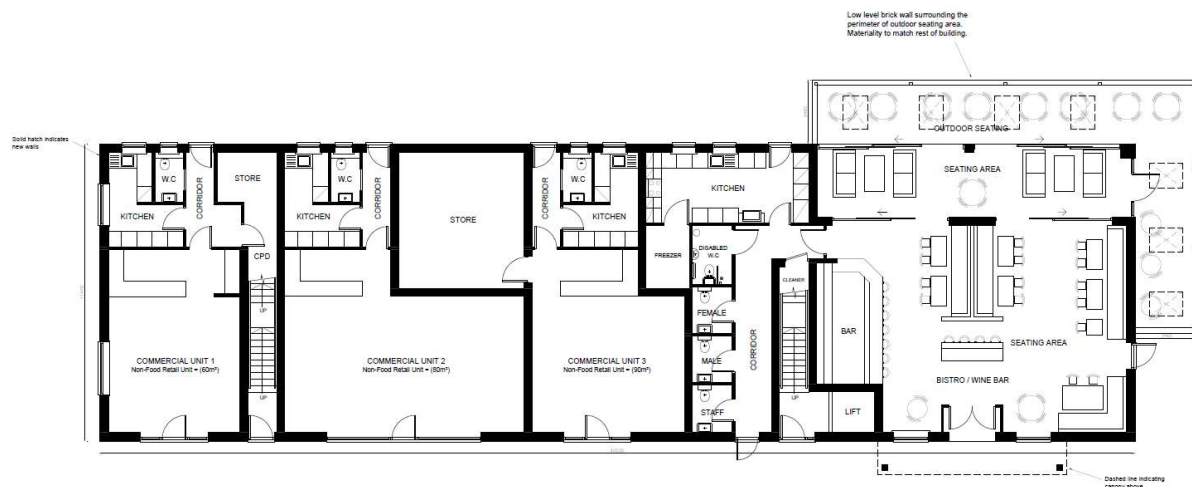 Low level brick wall surrounding the
perimeter of outdoor seating area.
Materiality to match rest of building.
Solid hatch indicates
new walls
OUTDOOR SEATING
W.C
STORE
W.C
W.C
KITCHEN
SEATING AREA
KITCHEN
CORRIDOR
KITCHEN
CORRIDOR
STORE
CORRIDOR
KITCHEN
CPD
FREEZER
DISABLED
W.C
CLEANER
UP
FEMALE
UP
BAR
SEATING AREA
COMMERCIAL UNIT 1
Non-Food Retail Unit = (60m²)
COMMERCIAL UNIT 2
Non-Food Retail Unit = (80m²)
COMMERCIAL UNIT 3
Non-Food Retail Unit = (90m²)
MALE
CORRIDOR
BISTRO / WINE BAR
UP
STAFF
UP
LIFT
Dashed line indicating
canopy above